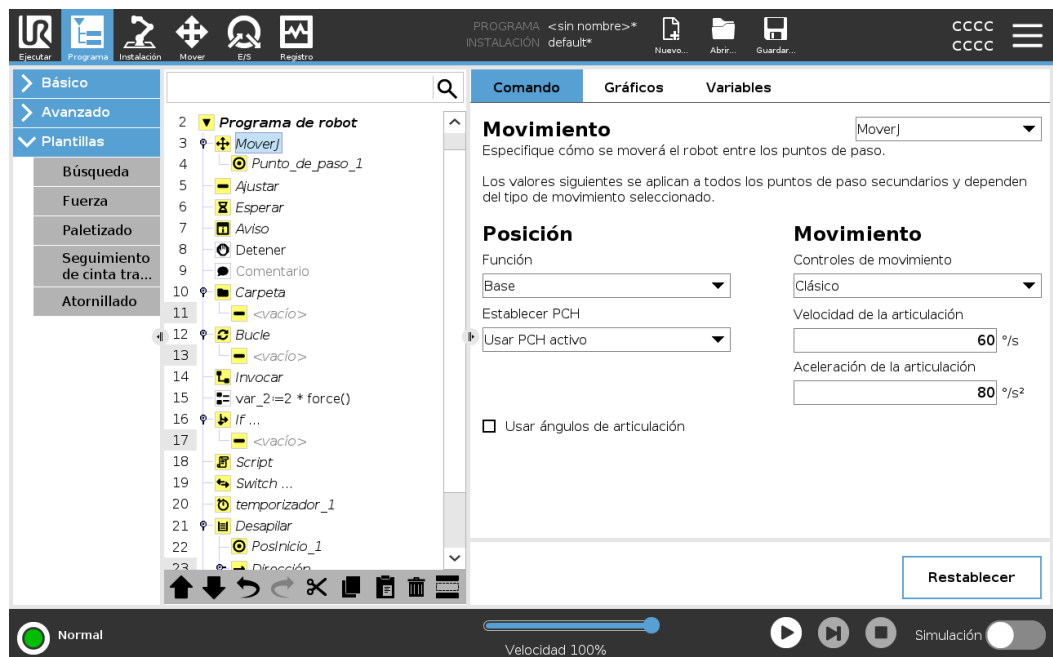 UR
Ejecutar
Programa
Instalación
Mover
E/S
Registro
PROGRAMA <sin nombre>*
INSTALACIÓN default*
Nuevo...
Abrir...
Guardar...
CCCC
CCCC
Básico
Avanzado
Plantillas
Búsqueda
Fuerza
Paletizado
Seguimiento
de cinta tra...
Atornillado
2 Programa de robot
3 MoverJ
4 Punto_de_paso_1
5 Ajustar
6 Esperar
7 Aviso
8 Detener
9 Comentario
10 Carpeta
11 <vacío>
12 Bucle
13 <vacío>
14 Invocar
15 var_2:=2 * force()
16 If ...
17 <vacío>
18 Script
19 Switch ...
20 temporizador_1
21 Desapilar
22 PosInicio_1
23 Dirección
Comando
Gráficos
Variables
Movimiento
MoverJ
Especifique cómo se moverá el robot entre los puntos de paso.
Los valores siguientes se aplican a todos los puntos de paso secundarios y dependen
del tipo de movimiento seleccionado.
Posición
Función
Base
Establecer PCH
Usar PCH activo
Usar ángulos de articulación
Movimiento
Controles de movimiento
Clásico
Velocidad de la articulación
60 °/s
Aceleración de la articulación
80 °/s²
Restablecer
Normal
Velocidad 100%
Simulación